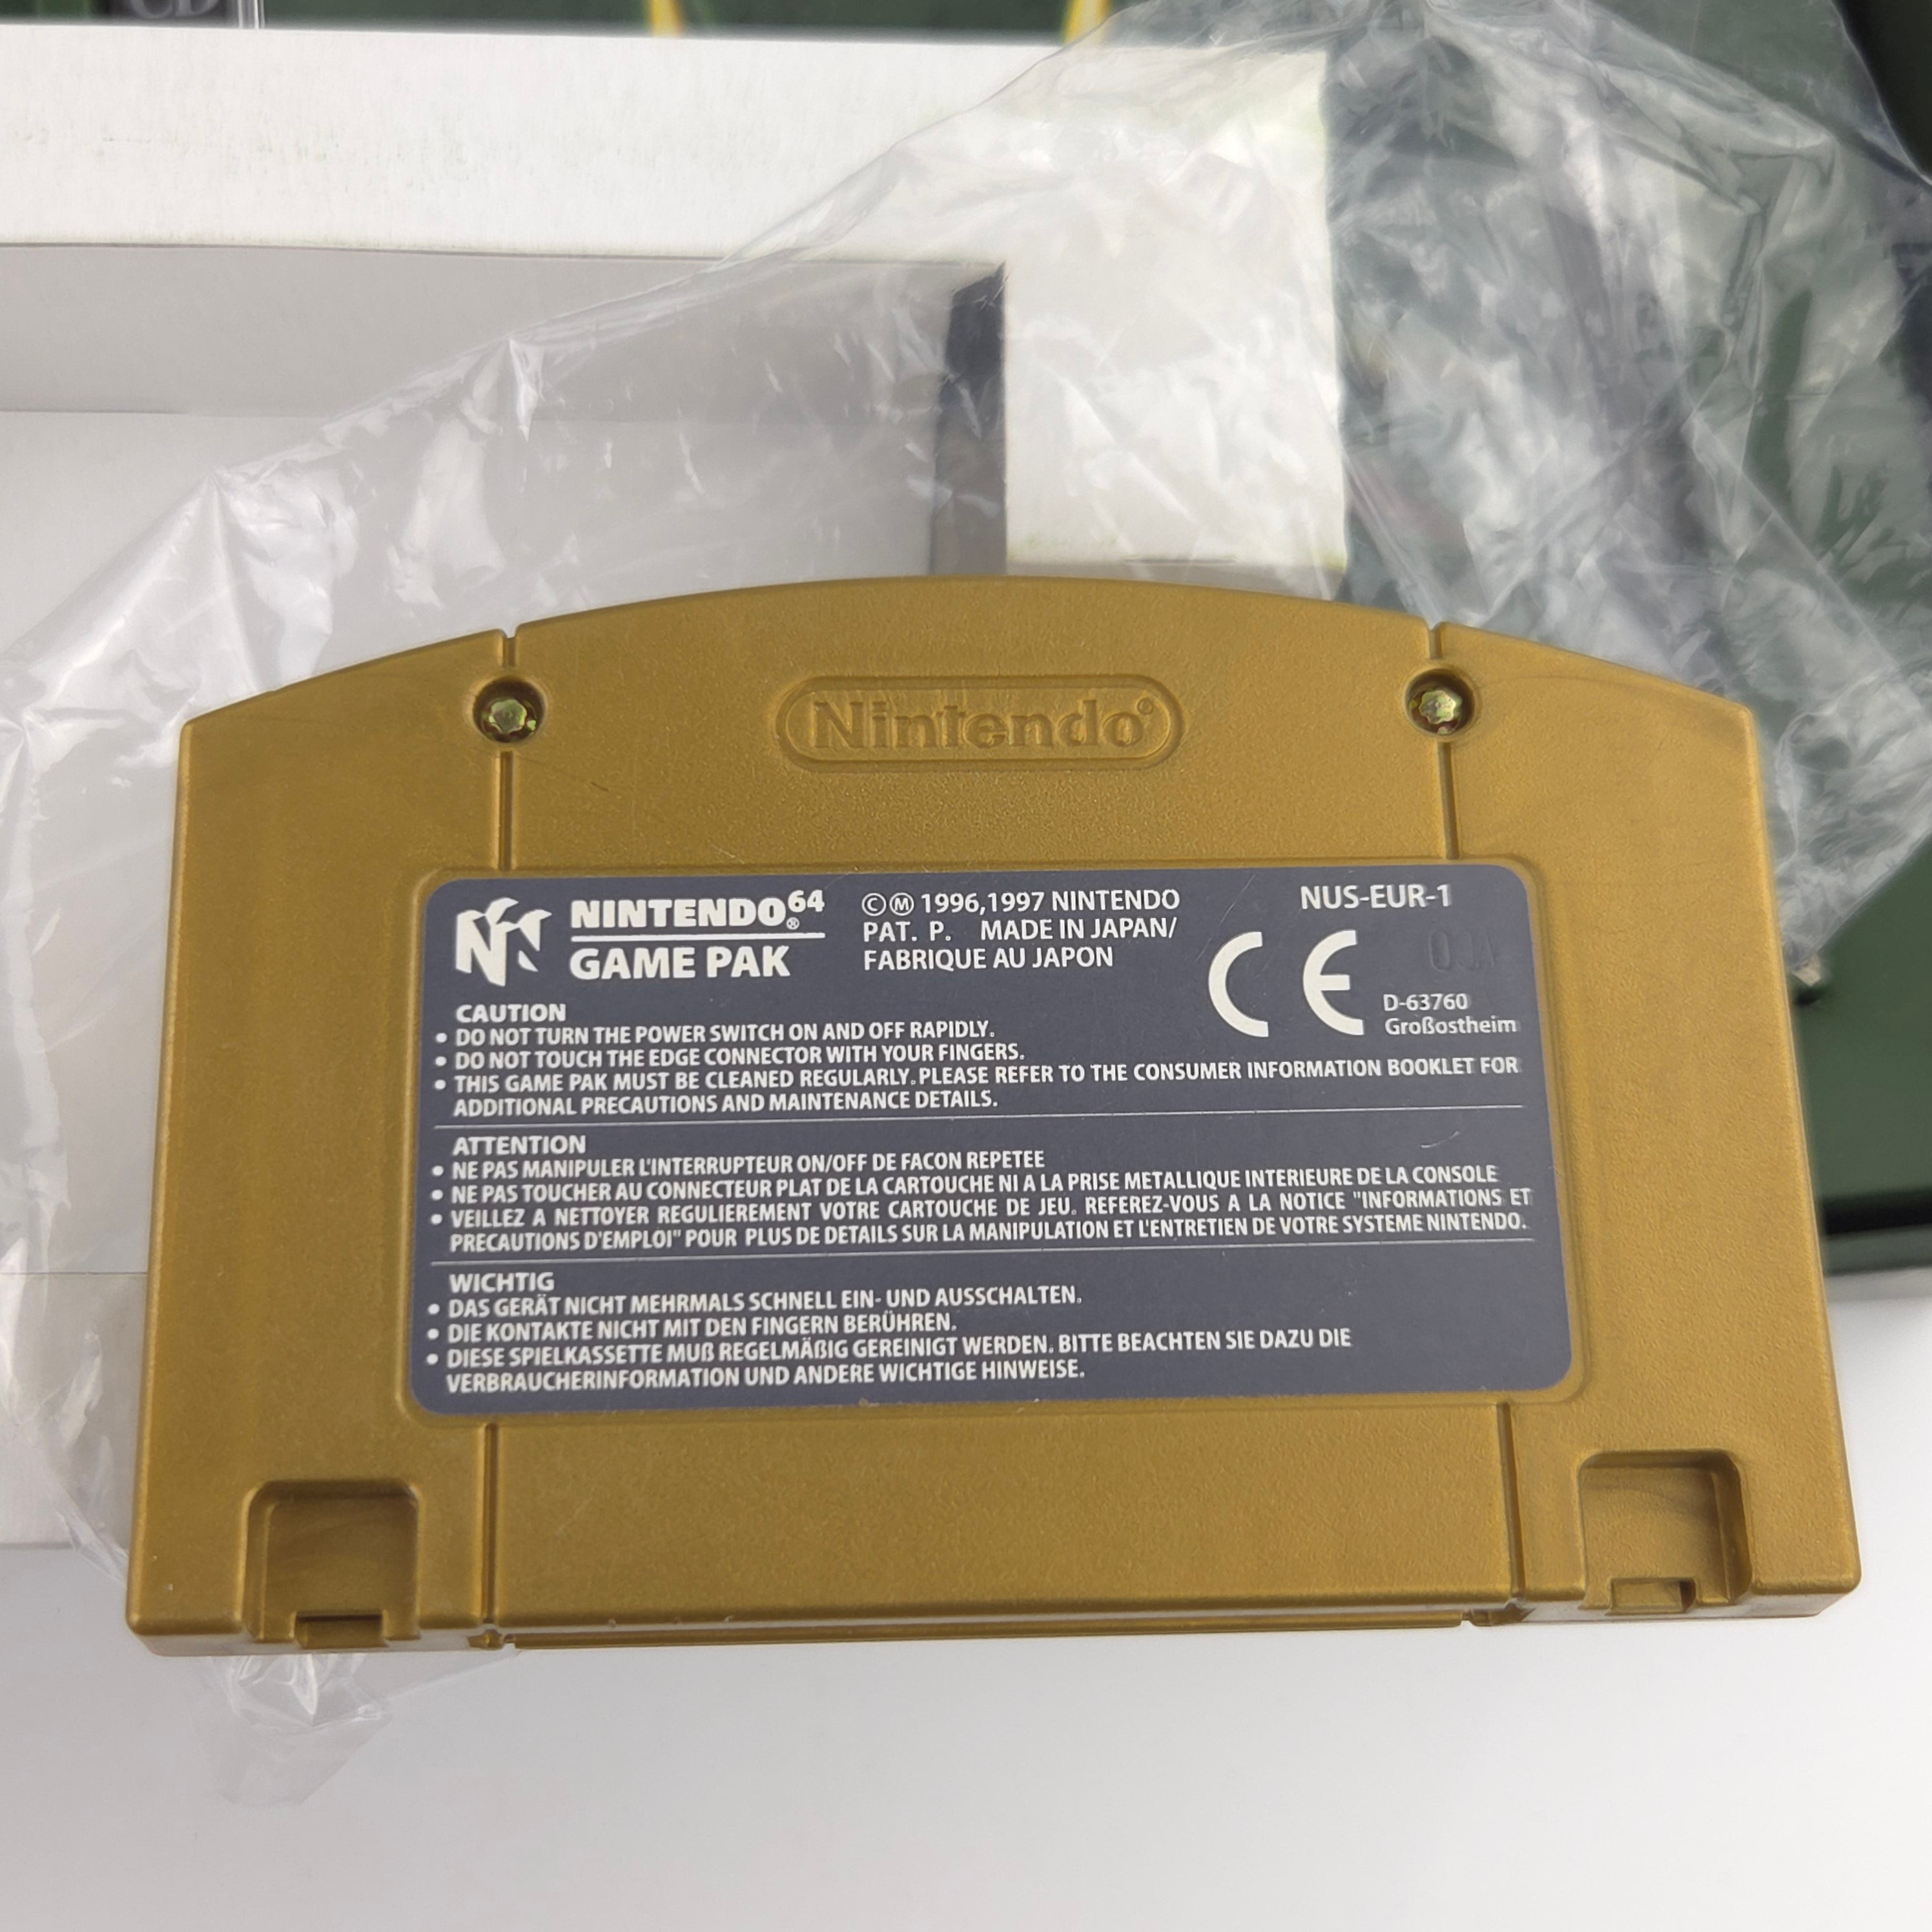 CD
Nintendo®
NINTENDO64®
GAME PAK
©Ⓜ 1996,1997 NINTENDO
PAT. P. MADE IN JAPAN/
FABRIQUE AU JAPON
NUS-EUR-1
CE
D-63760
Großostheim
CAUTION
• DO NOT TURN THE POWER SWITCH ON AND OFF RAPIDLY.
• DO NOT TOUCH THE EDGE CONNECTOR WITH YOUR FINGERS.
• THIS GAME PAK MUST BE CLEANED REGULARLY. PLEASE REFER TO THE CONSUMER INFORMATION BOOKLET FOR
ADDITIONAL PRECAUTIONS AND MAINTENANCE DETAILS.
ATTENTION
• NE PAS MANIPULER L'INTERRUPTEUR ON/OFF DE FACON REPETEE
• NE PAS TOUCHER AU CONNECTEUR PLAT DE LA CARTOUCHE NI A LA PRISE METALLIQUE INTERIEURE DE LA CONSOLE
• VEILLEZ A NETTOYER REGULIEREMENT VOTRE CARTOUCHE DE JEU. REFEREZ-VOUS A LA NOTICE "INFORMATIONS ET
PRECAUTIONS D'EMPLOI" POUR PLUS DE DETAILS SUR LA MANIPULATION ET L'ENTRETIEN DE VOTRE SYSTEME NINTENDO.
WICHTIG
• DAS GERÄT NICHT MEHRMALS SCHNELL EIN- UND AUSSCHALTEN.
• DIE KONTAKTE NICHT MIT DEN FINGERN BERÜHREN.
• DIESE SPIELKASSETTE MUß REGELMÄßIG GEREINIGT WERDEN. BITTE BEACHTEN SIE DAZU DIE
VERBRAUCHERINFORMATION UND ANDERE WICHTIGE HINWEISE.